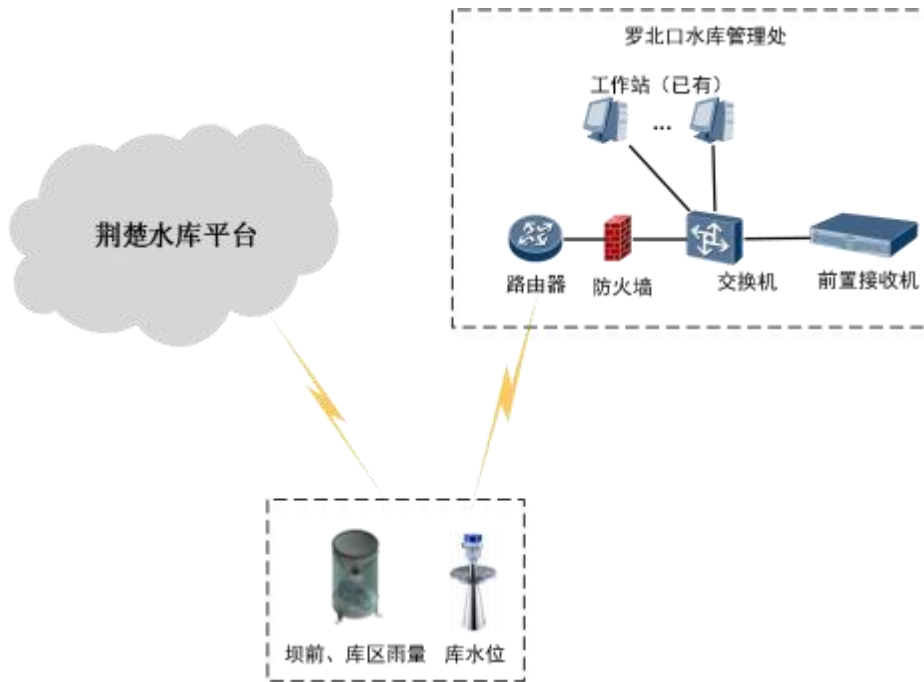 罗北口水库管理处
工作站（已有）
...
荆楚水库平台
路由器
防火墙
交换机
前置接收机
坝前、库区雨量
库水位